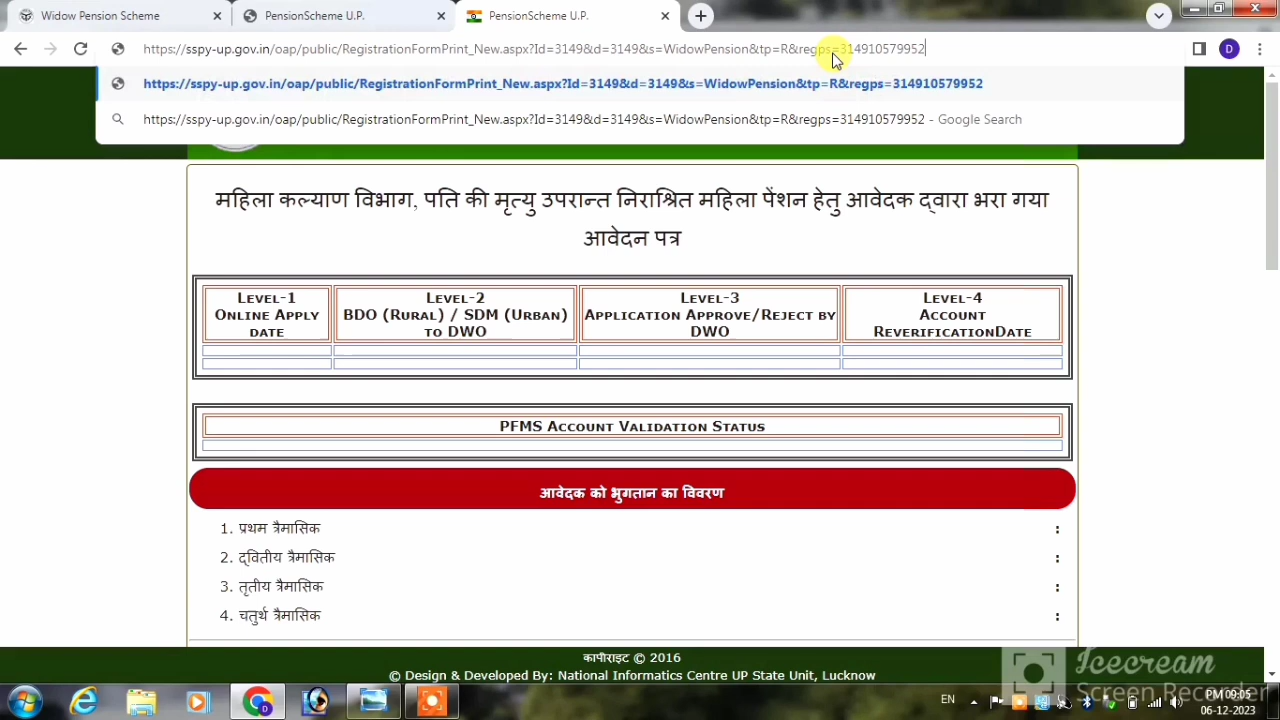 Widow Pension Scheme
PensionScheme U.P.
PensionScheme U.P.
https://sspy-up.gov.in/oap/public/RegistrationFormPrint_New.aspx?Id=3149&d=3149&s=WidowPension&tp=R&regps=314910579952
D
https://sspy-up.gov.in/oap/public/RegistrationFormPrint_New.aspx?Id=3149&d=3149&s=WidowPension&tp=R&regps=314910579952
https://sspy-up.gov.in/oap/public/RegistrationFormPrint_New.aspx?Id=3149&d=3149&s=WidowPension&tp=R&regps=314910579952 - Google Search
महिला कल्याण विभाग, पति की मृत्यु उपरान्त निराश्रित महिला पेंशन हेतु आवेदक द्वारा भरा गया
आवेदन पत्र
Level-1
Online Apply
date
Level-2
BDO (Rural) / SDM (Urban)
to DWO
Level-3
Application Approve/Reject by
DWO
Level-4
Account
ReverificationDate
PFMS Account Validation Status
आवेदक को भुगतान का विवरण
1. प्रथम त्रैमासिक :
2. द्वितीय त्रैमासिक :
3. तृतीय त्रैमासिक :
4. चतुर्थ त्रैमासिक :
कापीराइट © 2016
© Design & Developed By: National Informatics Centre UP State Unit, Lucknow
Icecream
Screen Recorder
EN
PM 09:05
06-12-2023